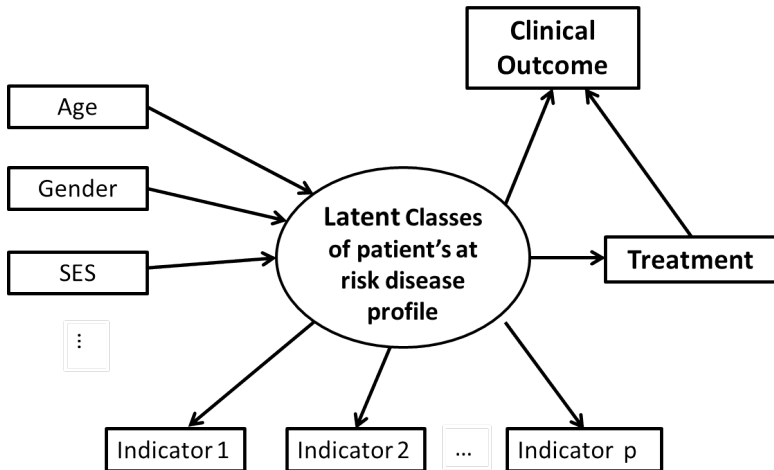 Clinical
Outcome
Age
Gender
SES
⋮
Latent Classes
of patient's at
risk disease
profile
Treatment
Indicator 1
Indicator 2
...
Indicator p